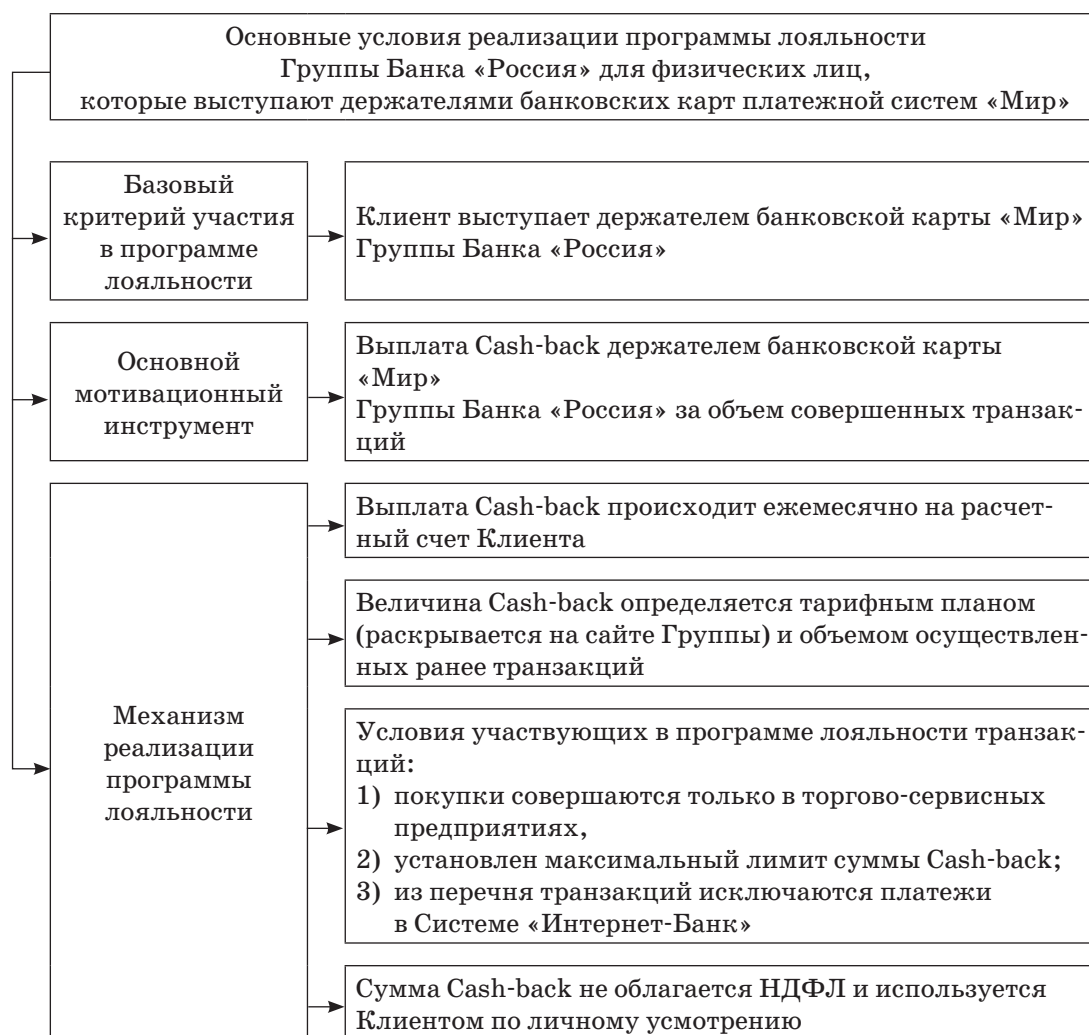 Основные условия реализации программы лояльности
Группы Банка «Россия» для физических лиц,
которые выступают держателями банковских карт платежной систем «Мир»
Базовый
критерий участия
в программе
лояльности
Клиент выступает держателем банковской карты «Мир»
Группы Банка «Россия»
Основной
мотивационный
инструмент
Выплата Cash-back держателем банковской карты
«Мир»
Группы Банка «Россия» за объем совершенных транзак-
ций
Механизм
реализации
программы
лояльности
Выплата Cash-back происходит ежемесячно на расчет-
ный счет Клиента
Величина Cash-back определяется тарифным планом
(раскрывается на сайте Группы) и объемом осуществлен-
ных ранее транзакций
Условия участвующих в программе лояльности транзак-
ций:
1) покупки совершаются только в торгово-сервисных
предприятиях,
2) установлен максимальный лимит суммы Cash-back;
3) из перечня транзакций исключаются платежи
в Системе «Интернет-Банк»
Сумма Cash-back не облагается НДФЛ и используется
Клиентом по личному усмотрению